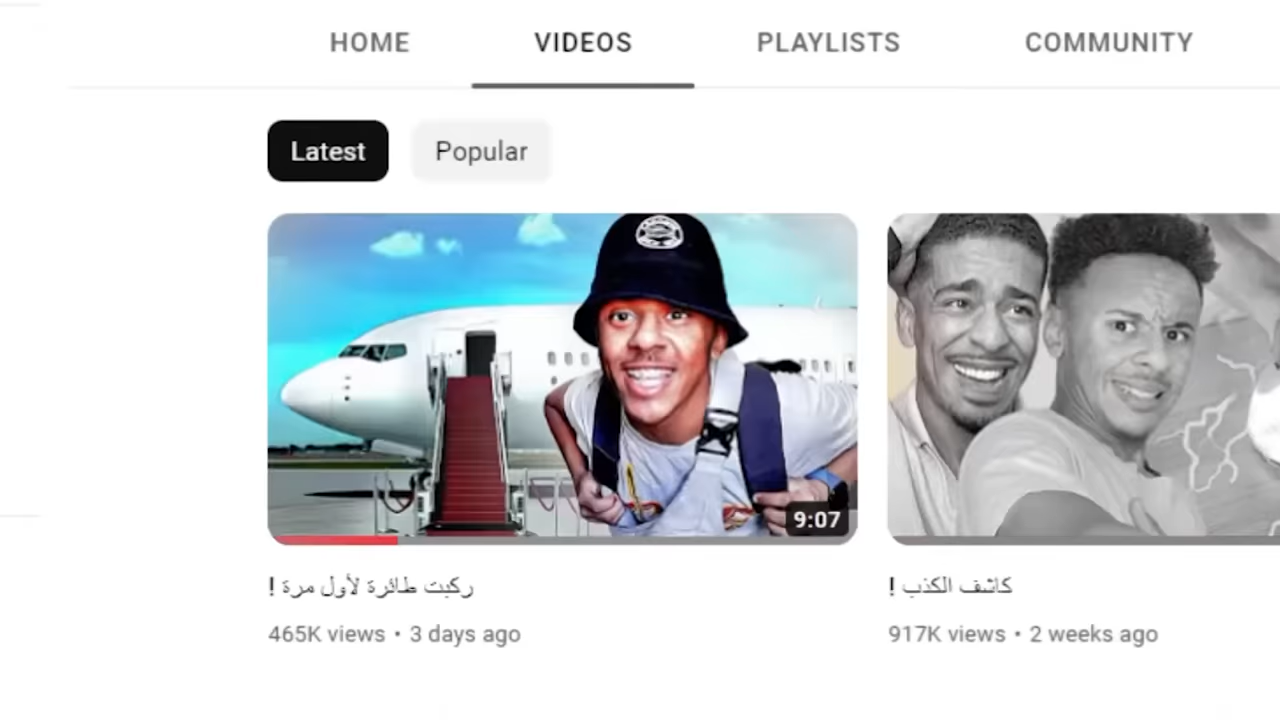 HOME VIDEOS PLAYLISTS COMMUNITY
Latest Popular
9:07
ركبت طائرة لأول مرة !
كاشف الكذب !
465K views • 3 days ago
917K views • 2 weeks ago